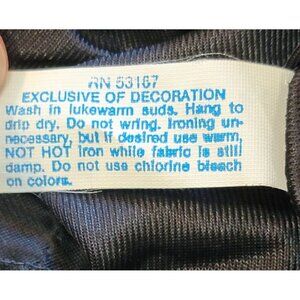 RN 53167
EXCLUSIVE OF DECORATION
Wash in lukewarm suds. Hang to
drip dry. Do not wring. Ironing un-
necessary, but if desired use warm,
NOT HOT iron while fabric is still
damp. Do not use chlorine bleach
on colors.